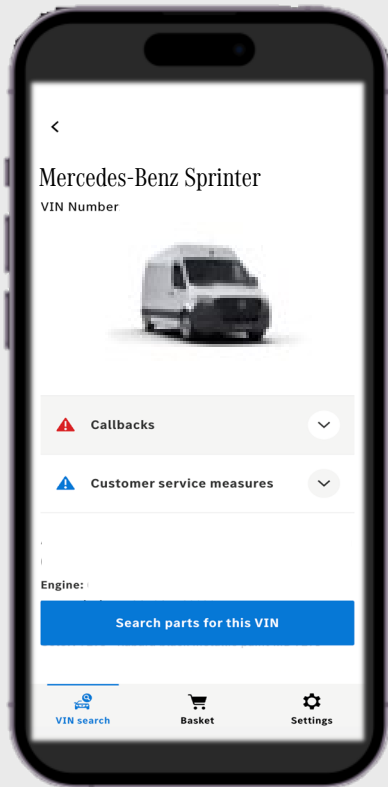 Mercedes-Benz Sprinter
VIN Number
Callbacks
Customer service measures
Engine:
Search parts for this VIN
VIN search
Basket
Settings